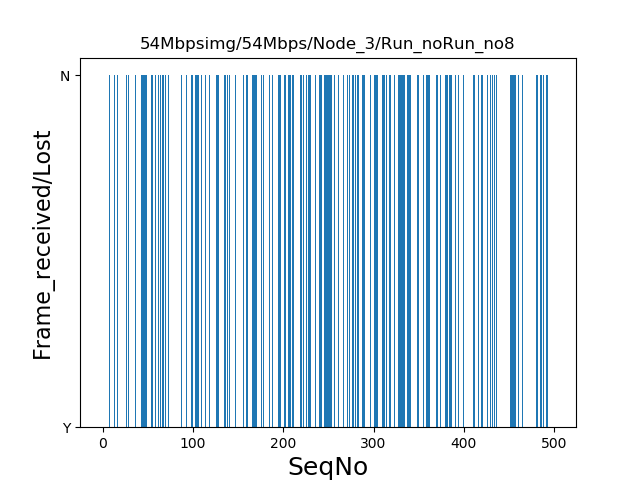 54Mbpsimg/54Mbps/Node_3/Run_noRun_no8
N
Frame_received/Lost
Y
0 100 200 300 400 500
SeqNo